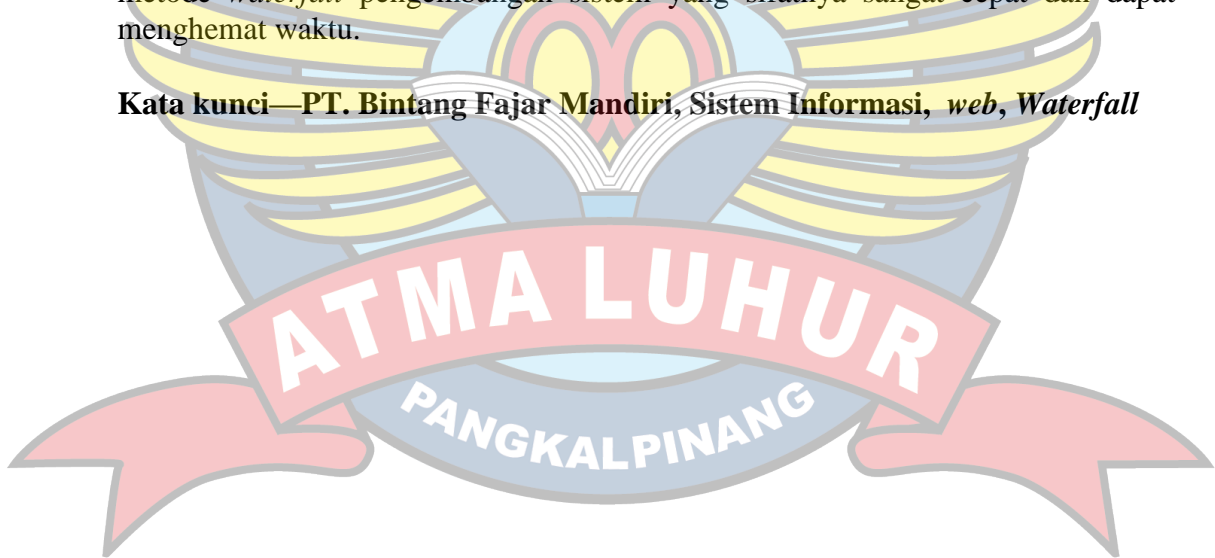 metode waterfall pengembangan sistem yang sifatnya sangat cepat dan dapat
menghemat waktu.
Kata kunci—PT. Bintang Fajar Mandiri, Sistem Informasi, web, Waterfall
ATMA LUHUR
PANGKALPINANG